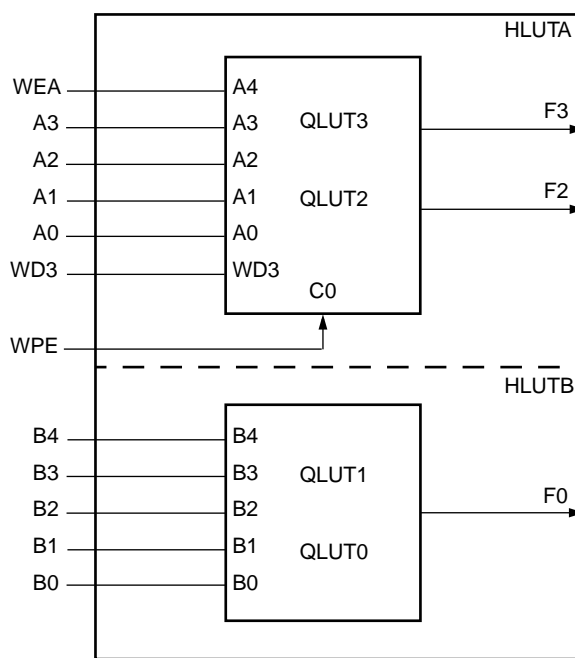 HLUTA
WEA A4
A3 A3 QLUT3 F3
A2 A2
A1 A1 QLUT2 F2
A0 A0
WD3 WD3
C0
WPE
HLUTB
B4 B4
B3 B3 QLUT1
B2 B2 F0
B1 B1 QLUT0
B0 B0